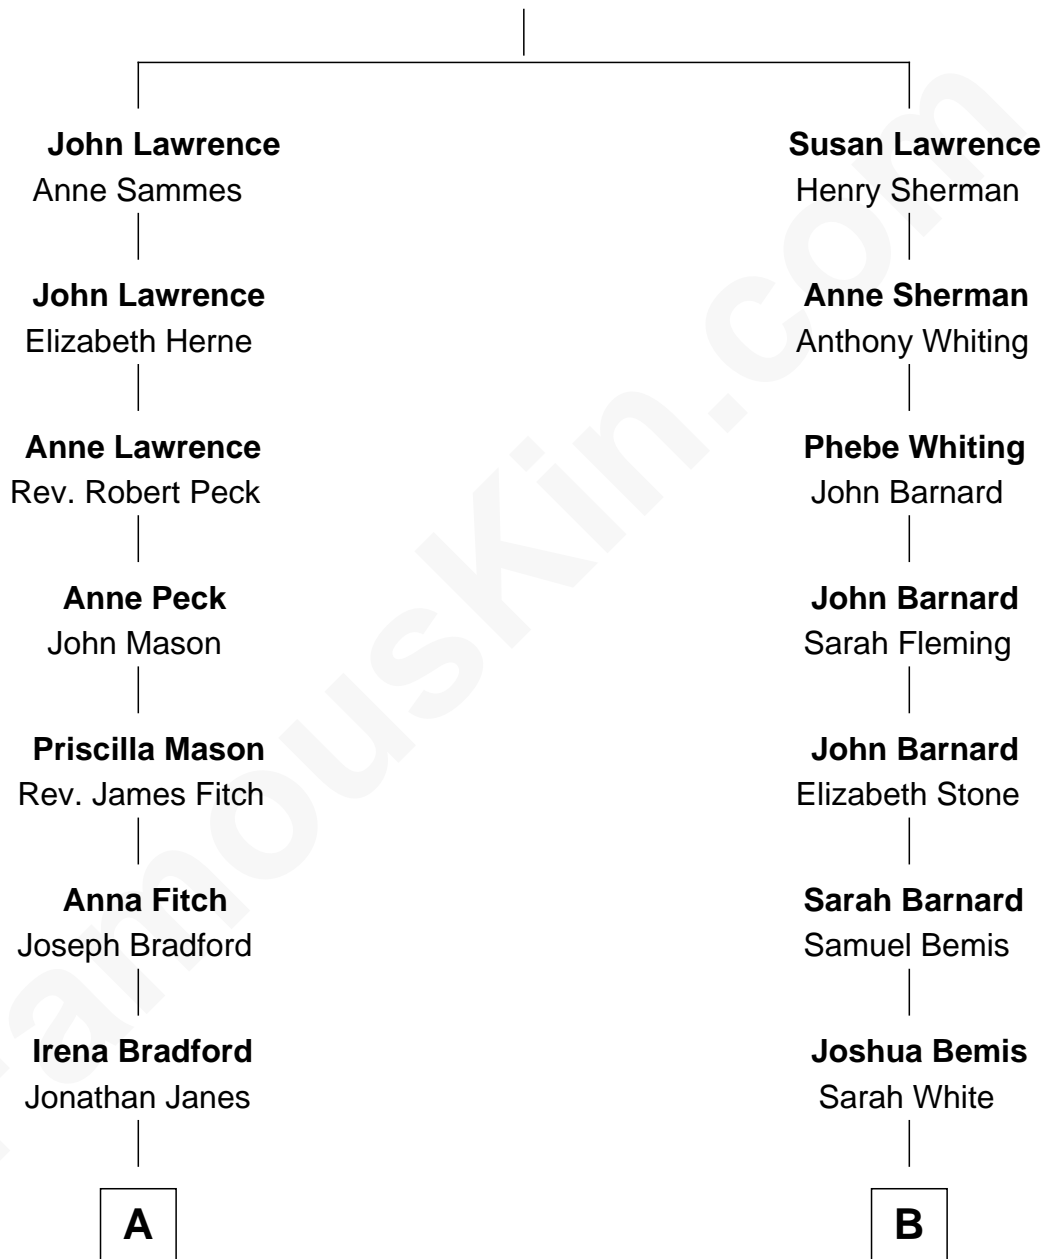 John Lawrence
Anne Sammes
John Lawrence
Elizabeth Herne
Anne Lawrence
Rev. Robert Peck
Anne Peck
John Mason
Priscilla Mason
Rev. James Fitch
Anna Fitch
Joseph Bradford
Irena Bradford
Jonathan Janes
A
Susan Lawrence
Henry Sherman
Anne Sherman
Anthony Whiting
Phebe Whiting
John Barnard
John Barnard
Sarah Fleming
John Barnard
Elizabeth Stone
Sarah Barnard
Samuel Bemis
Joshua Bemis
Sarah White
B
FamousKin.com